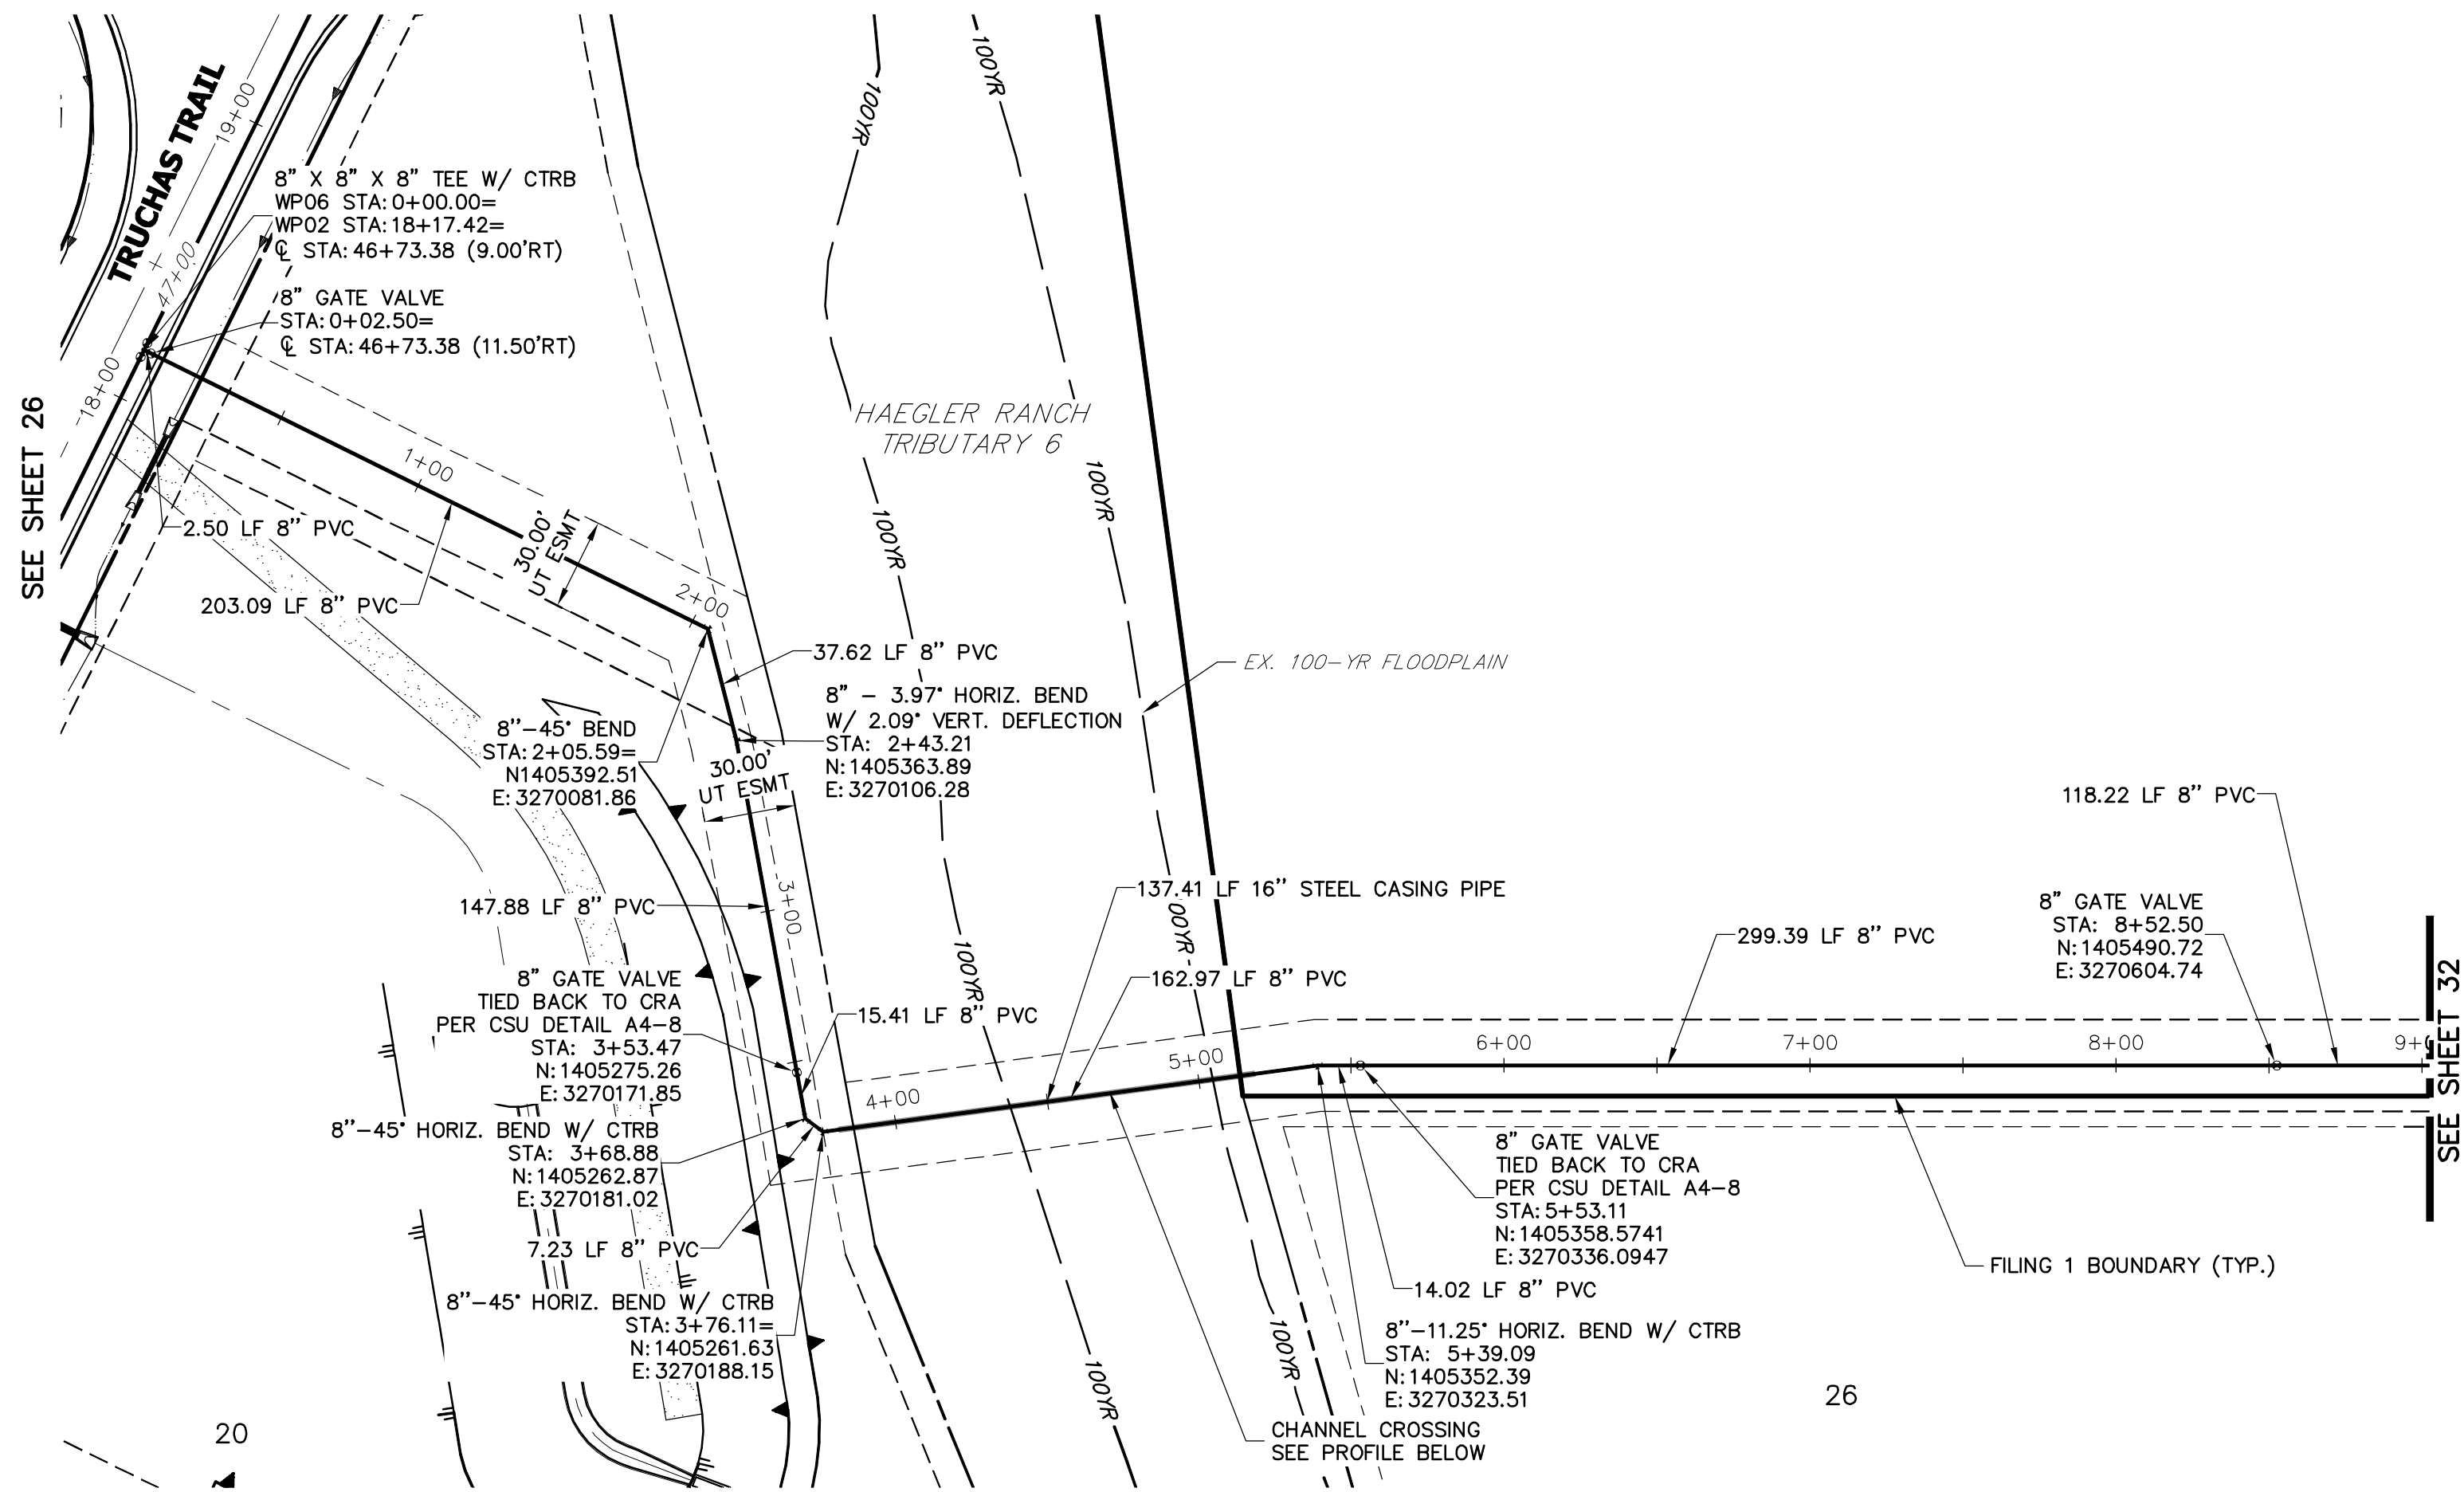 TRUCHAS TRAIL
19+00
47+00
18+00
8" X 8" X 8" TEE W/ CTRB
WP06 STA:0+00.00=
WP02 STA:18+17.42=
℄ STA:46+73.38 (9.00'RT)
8" GATE VALVE
STA:0+02.50=
℄ STA:46+73.38 (11.50'RT)
SEE SHEET 26
100YR
100YR
HAEGLER RANCH
TRIBUTARY 6
1+00
2.50 LF 8" PVC
30.00'
UT ESMT
100YR
100YR
203.09 LF 8" PVC
2+00
37.62 LF 8" PVC
EX. 100-YR FLOODPLAIN
8" - 3.97° HORIZ. BEND
W/ 2.09° VERT. DEFLECTION
STA: 2+43.21
N:1405363.89
E:3270106.28
8"-45° BEND
STA:2+05.59=
N1405392.51
E:3270081.86
30.00'
UT ESMT
118.22 LF 8" PVC
147.88 LF 8" PVC
3+00
137.41 LF 16" STEEL CASING PIPE
00YR
8" GATE VALVE
STA: 8+52.50
N:1405490.72
E:3270604.74
299.39 LF 8" PVC
100YR
162.97 LF 8" PVC
8" GATE VALVE
TIED BACK TO CRA
PER CSU DETAIL A4-8
STA: 3+53.47
N:1405275.26
E:3270171.85
15.41 LF 8" PVC
4+00
5+00
6+00
7+00
8+00
9+0
SEE SHEET 32
8"-45° HORIZ. BEND W/ CTRB
STA: 3+68.88
N:1405262.87
E:3270181.02
8" GATE VALVE
TIED BACK TO CRA
PER CSU DETAIL A4-8
STA:5+53.11
N:1405358.5741
E:3270336.0947
7.23 LF 8" PVC
FILING 1 BOUNDARY (TYP.)
14.02 LF 8" PVC
8"-45° HORIZ. BEND W/ CTRB
STA:3+76.11=
N:1405261.63
E:3270188.15
100YR
100YR
8"-11.25° HORIZ. BEND W/ CTRB
STA: 5+39.09
N:1405352.39
E:3270323.51
CHANNEL CROSSING
SEE PROFILE BELOW
20
26